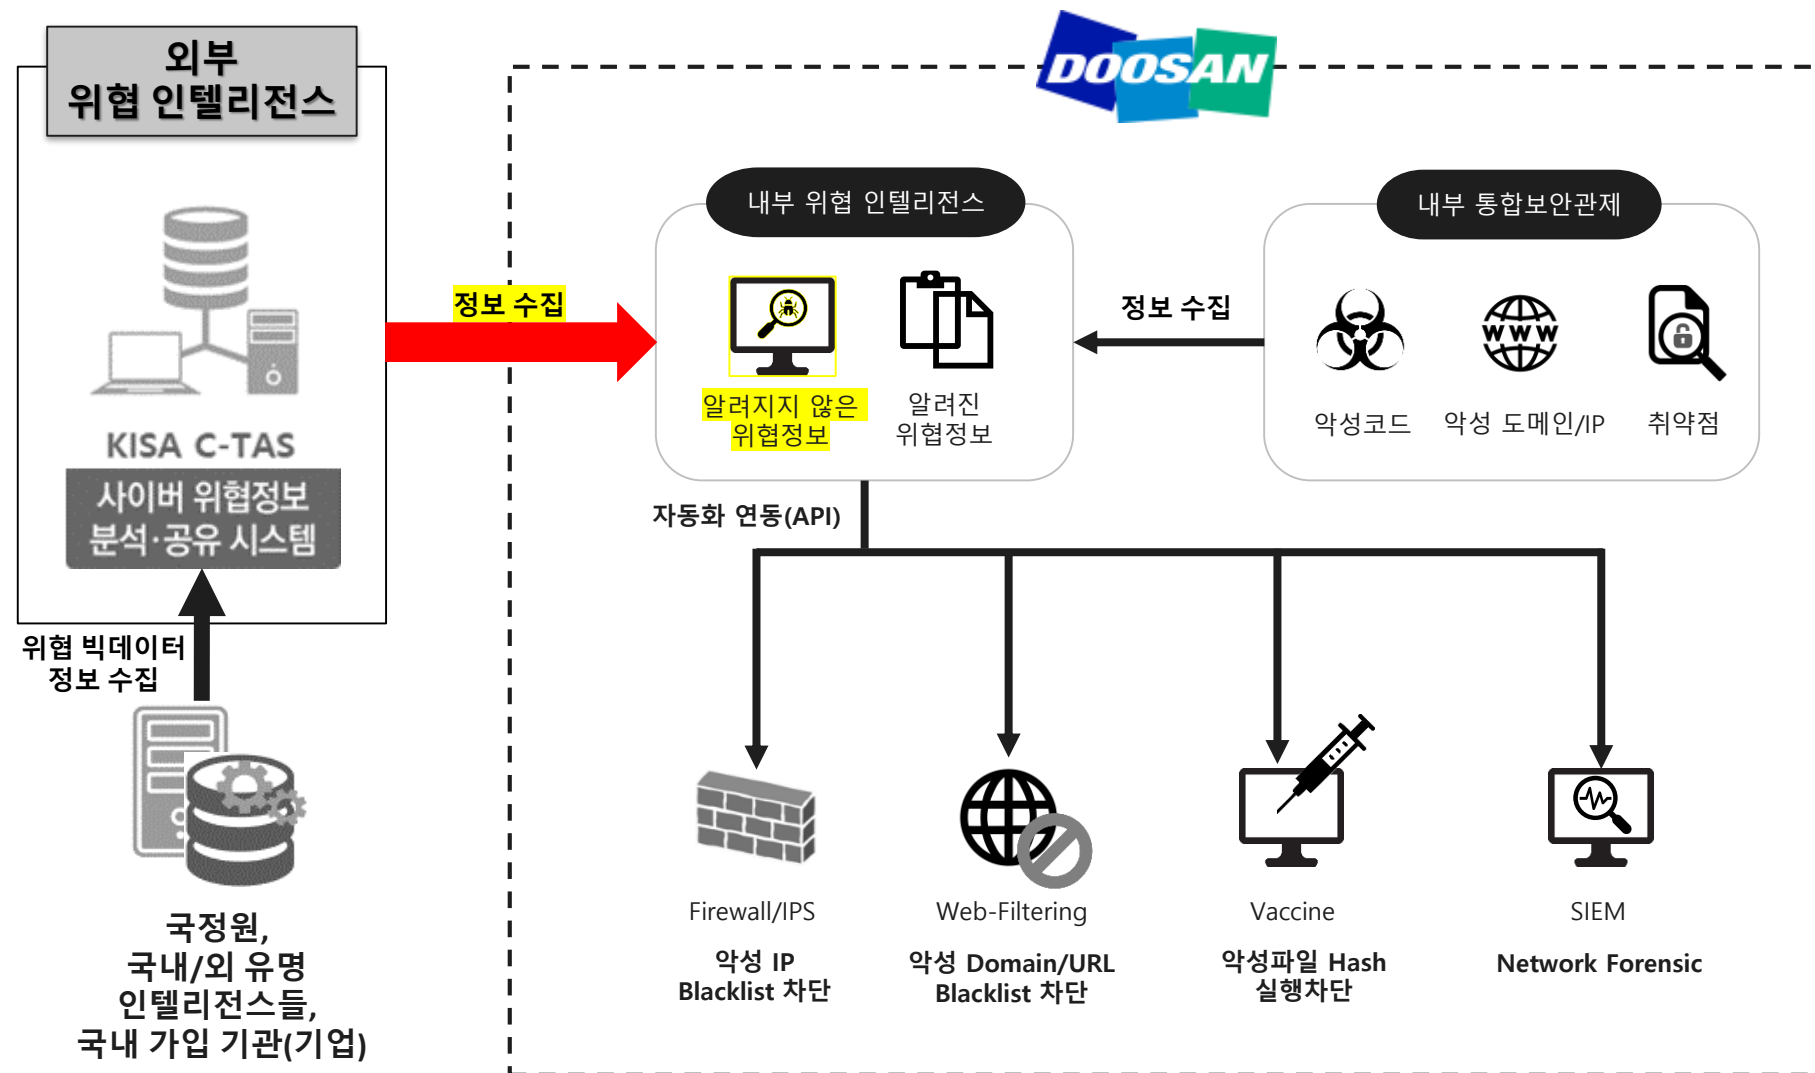 외부
위협 인텔리전스
KISA C-TAS
사이버 위협정보
분석·공유 시스템
위협 빅데이터
정보 수집
국정원,
국내/외 유명
인텔리전스들,
국내 가입 기관(기업)
정보 수집
DOOSAN
내부 위협 인텔리전스
알려지지 않은
위협정보
알려진
위협정보
정보 수집
내부 통합보안관제
WWW
악성코드
악성 도메인/IP
취약점
자동화 연동(API)
Firewall/IPS
악성 IP
Blacklist 차단
Web-Filtering
악성 Domain/URL
Blacklist 차단
Vaccine
악성파일 Hash
실행차단
SIEM
Network Forensic